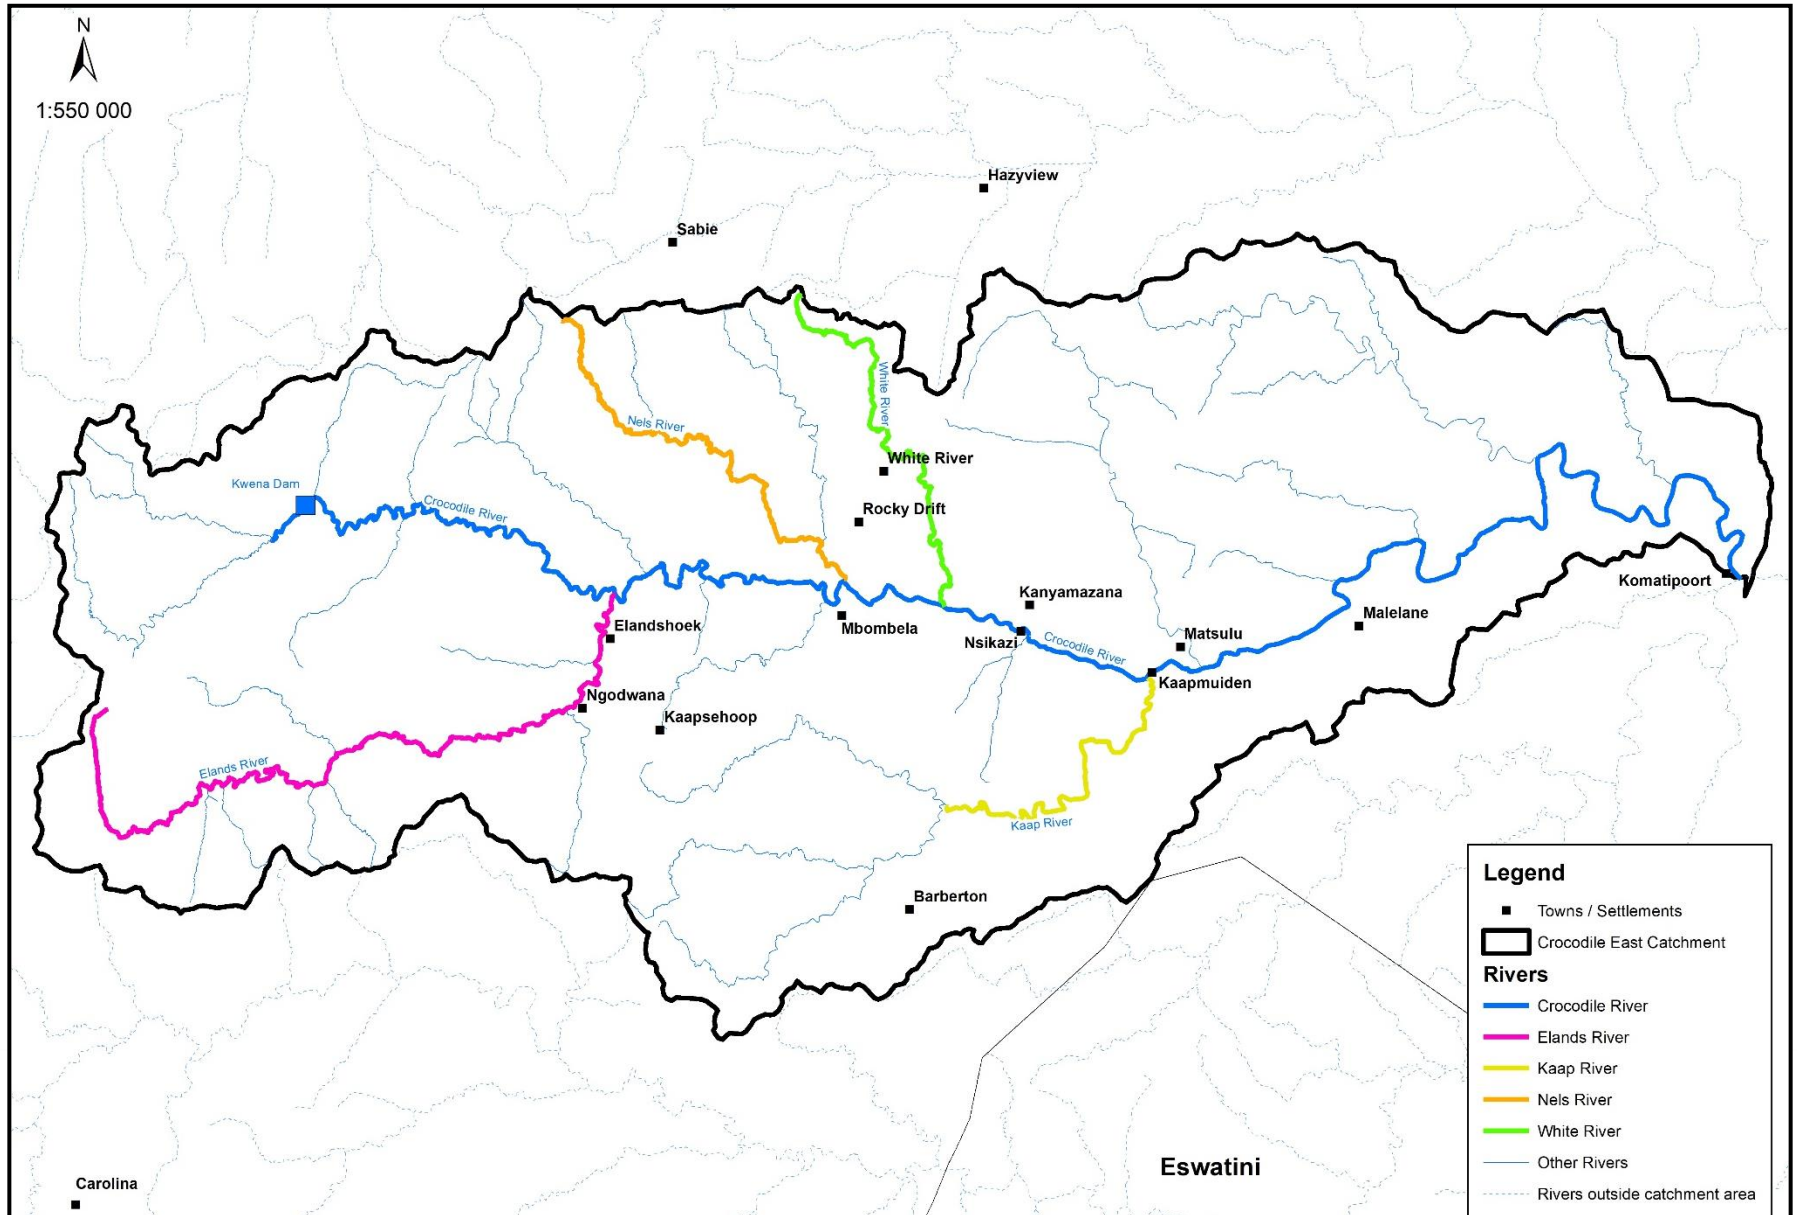 N
1:550 000
Hazyview
Sabie
White River
Nels River
White River
Kwena Dam
Crocodile River
Rocky Drift
Komatipoort
Kanyamazana
Malelane
Elandshoek
Mbombela
Nsikazi
Crocodile River
Matsulu
Kaapmuiden
Ngodwana
Kaapsehoop
Elands River
Kaap River
Barberton
Legend
Towns / Settlements
Crocodile East Catchment
Rivers
Crocodile River
Elands River
Kaap River
Nels River
White River
Other Rivers
Rivers outside catchment area
Eswatini
Carolina